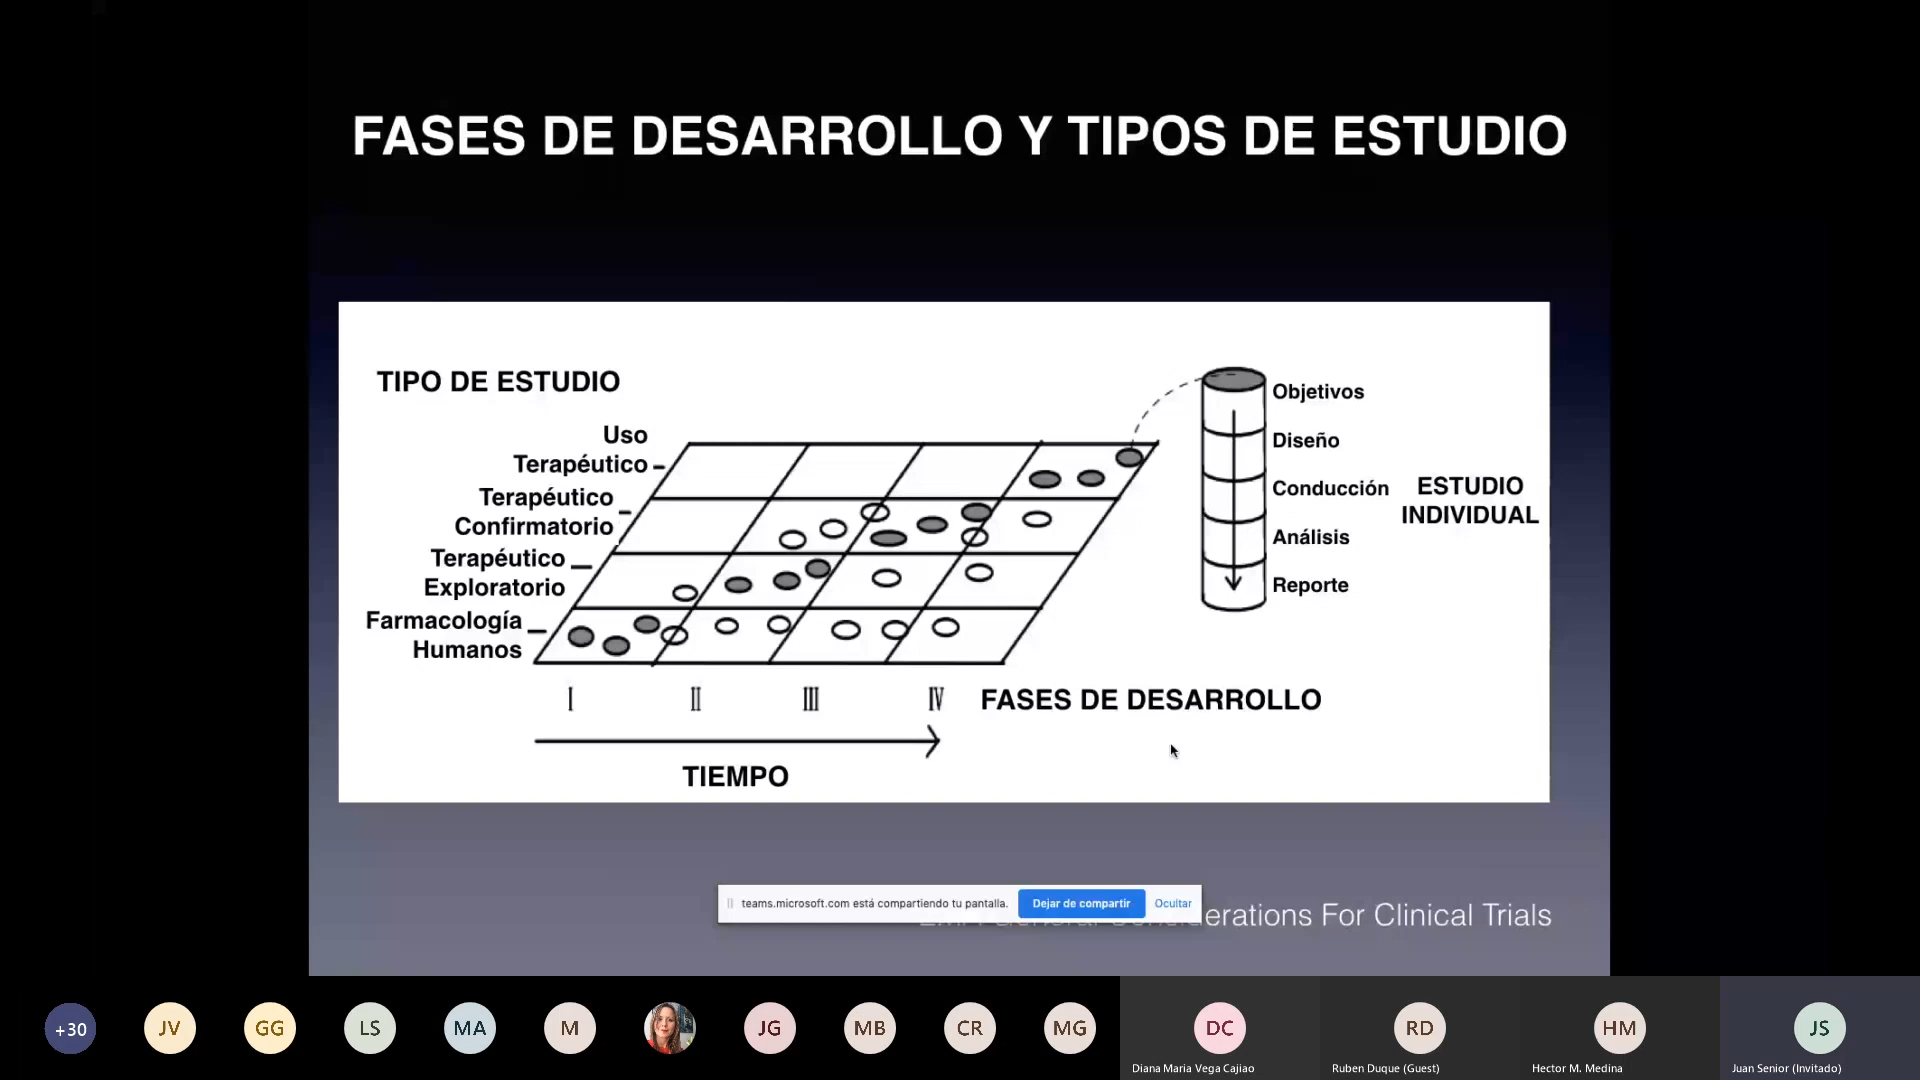 FASES DE DESARROLLO Y TIPOS DE ESTUDIO
TIPO DE ESTUDIO
Uso
Terapéutico
Terapéutico
Confirmatorio
Terapéutico
Exploratorio
Farmacología
Humanos
I II III IV
FASES DE DESARROLLO
TIEMPO
Objetivos
Diseño
Conducción
Análisis
Reporte
ESTUDIO
INDIVIDUAL
teams.microsoft.com está compartiendo tu pantalla.
Dejar de compartir
Ocultar
For Clinical Trials
+30
JV
GG
LS
MA
M
JG
MB
CR
MG
DC
RD
HM
JS
Diana Maria Vega Cajiao
Ruben Duque (Guest)
Hector M. Medina
Juan Senior (Invitado)